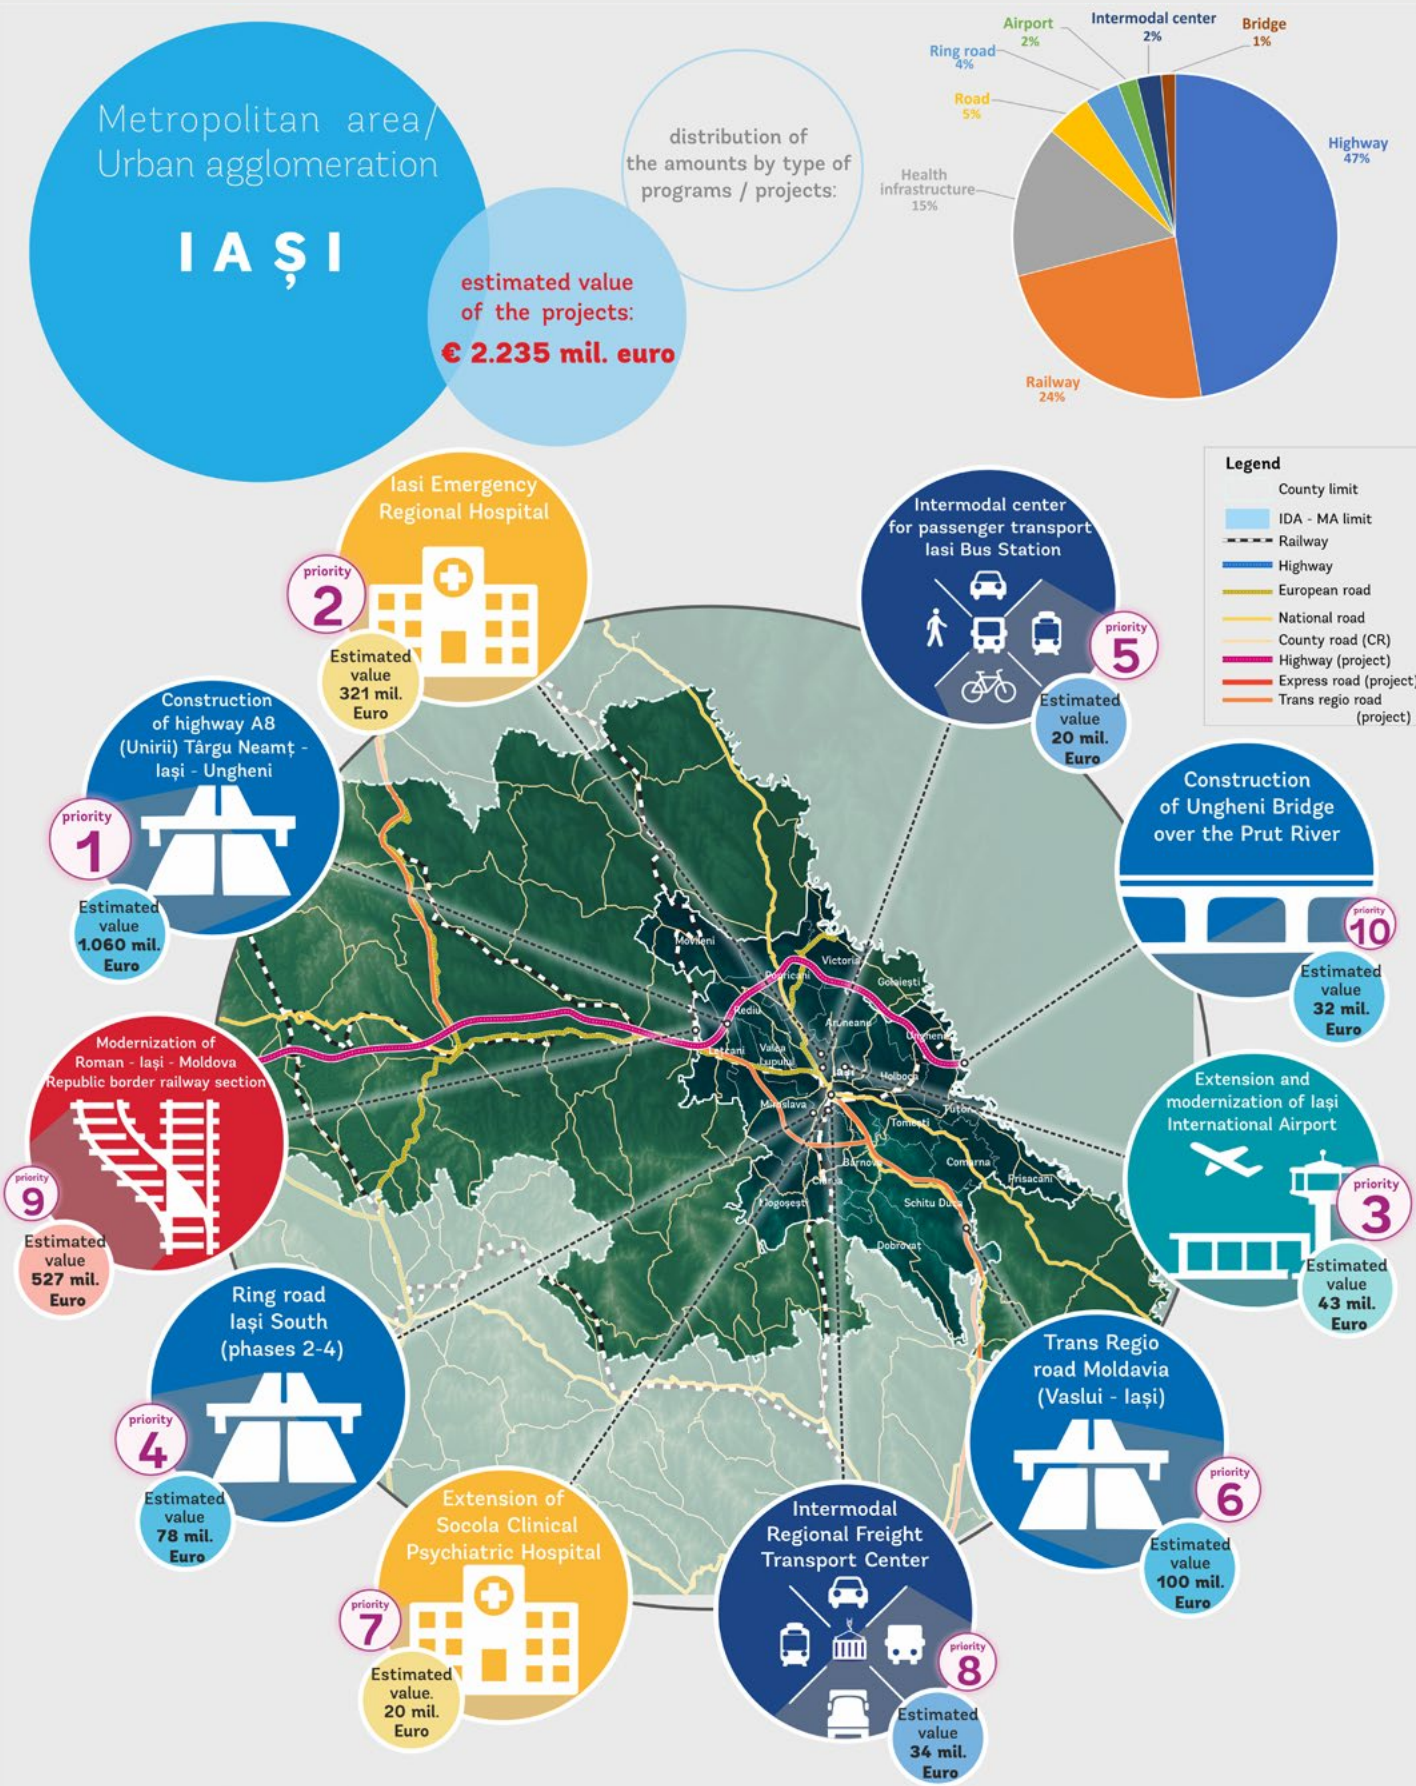 Metropolitan area/
Urban agglomeration
IAȘI
estimated value
of the projects:
€ 2.235 mil. euro
distribution of
the amounts by type of
programs / projects:
Airport
2%
Intermodal center
2%
Bridge
1%
Ring road
4%
Road
5%
Health
infrastructure
15%
Highway
47%
Railway
24%
Legend
County limit
IDA - MA limit
Railway
Highway
European road
National road
County road (CR)
Highway (project)
Express road (project)
Trans regio road
(project)
Iasi Emergency
Regional Hospital
priority
2
Estimated
value
321 mil.
Euro
Intermodal center
for passenger transport
Iasi Bus Station
priority
5
Estimated
value
20 mil.
Euro
Construction
of highway A8
(Unirii) Târgu Neamț -
Iași - Ungheni
priority
1
Estimated
value
1.060 mil.
Euro
Construction
of Ungheni Bridge
over the Prut River
priority
10
Estimated
value
32 mil.
Euro
Movileni
Victoria
Popricani
Golaiești
Rediu
Aroneanu
Ungheni
Lețcani
Valea
Lupului
Iași
Holboca
Miroslava
Tuțora
Tomești
Bârnova
Comarna
Ciurea
Prisacani
Mogoșești
Schitu Duca
Dobrovaț
Modernization of
Roman - Iași - Moldova
Republic border railway section
priority
9
Estimated
value
527 mil.
Euro
Extension and
modernization of Iași
International Airport
priority
3
Estimated
value
43 mil.
Euro
Ring road
Iași South
(phases 2-4)
priority
4
Estimated
value
78 mil.
Euro
Trans Regio
road Moldavia
(Vaslui - Iași)
priority
6
Estimated
value
100 mil.
Euro
Extension of
Socola Clinical
Psychiatric Hospital
priority
7
Estimated
value.
20 mil.
Euro
Intermodal
Regional Freight
Transport Center
priority
8
Estimated
value
34 mil.
Euro